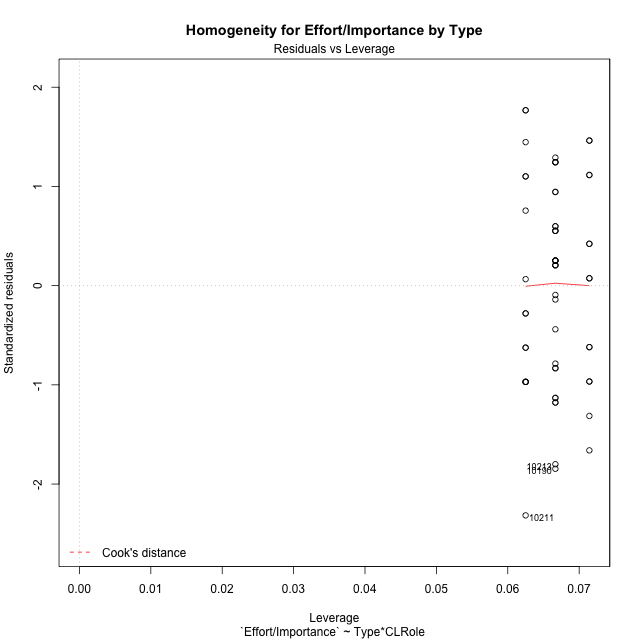 Homogeneity for Effort/Importance by Type
Residuals vs Leverage
Standardized residuals
2
1
0
-1
-2
10211
Cook's distance
0.00 0.01 0.02 0.03 0.04 0.05 0.06 0.07
Leverage
`Effort/Importance` ~ Type*CLRole